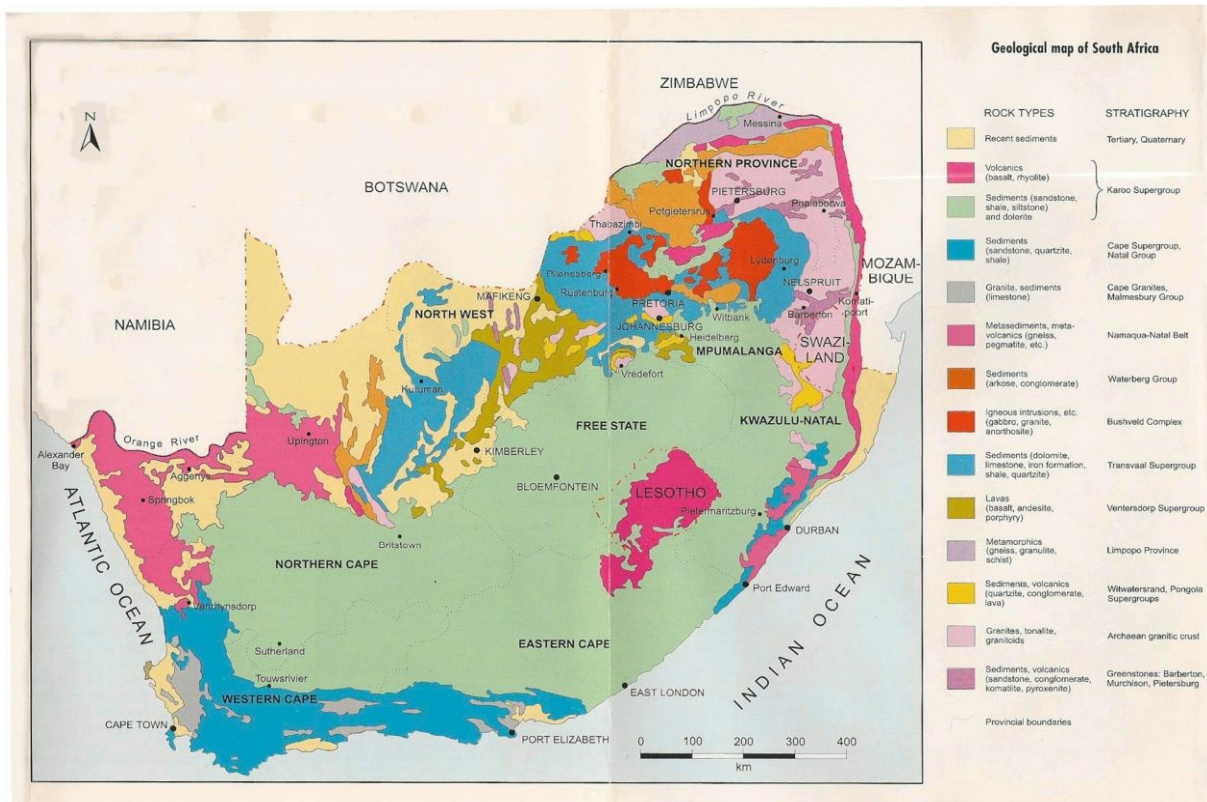 Geological map of South Africa
ZIMBABWE
Limpopo River
Messina
N
NORTHERN PROVINCE
BOTSWANA
PIETERSBURG
Potgietersrus
Phalaborwa
Thabazimbi
MOZAM-
BIQUE
Pilanesberg
Lydenburg
Rustenburg
NELSPRUIT
MAFIKENG
PRETORIA
Komati-
poort
NORTH WEST
Witbank
Barberton
NAMIBIA
JOHANNESBURG
Heidelberg
SWAZI-
LAND
MPUMALANGA
Vredefort
Kuruman
KWAZULU-NATAL
FREE STATE
Orange River
Upington
Alexander
Bay
KIMBERLEY
Aggenys
BLOEMFONTEIN
LESOTHO
Springbok
Pietermaritzburg
DURBAN
Britstown
ATLANTIC OCEAN
NORTHERN CAPE
Port Edward
Vanrhynsdorp
INDIAN OCEAN
Sutherland
EASTERN CAPE
Touwsrivier
WESTERN CAPE
EAST LONDON
CAPE TOWN
PORT ELIZABETH
0 100 200 300 400
km
ROCK TYPES STRATIGRAPHY
Recent sediments Tertiary, Quaternary
Volcanics
(basalt, rhyolite)
Karoo Supergroup
Sediments (sandstone,
shale, siltstone)
and dolerite
Sediments Cape Supergroup,
(sandstone, quartzite, Natal Group
shale)
Granite, sediments Cape Granites,
(limestone) Malmesbury Group
Metasediments, meta- Namaqua-Natal Belt
volcanics (gneiss,
pegmatite, etc.)
Sediments Waterberg Group
(arkose, conglomerate)
Igneous intrusions, etc. Bushveld Complex
(gabbro, granite,
anorthosite)
Sediments (dolomite, Transvaal Supergroup
limestone, iron formation,
shale, quartzite)
Lavas Ventersdorp Supergroup
(basalt, andesite,
porphyry)
Metamorphics Limpopo Province
(gneiss, granulite,
schist)
Sediments, volcanics Witwatersrand, Pongola
(quartzite, conglomerate, Supergroups
lava)
Granites, tonalite, Archaean granitic crust
granitoids
Sediments, volcanics Greenstones: Barberton,
(sandstone, conglomerate, Murchison, Pietersburg
komatiite, pyroxenite)
Provincial boundaries